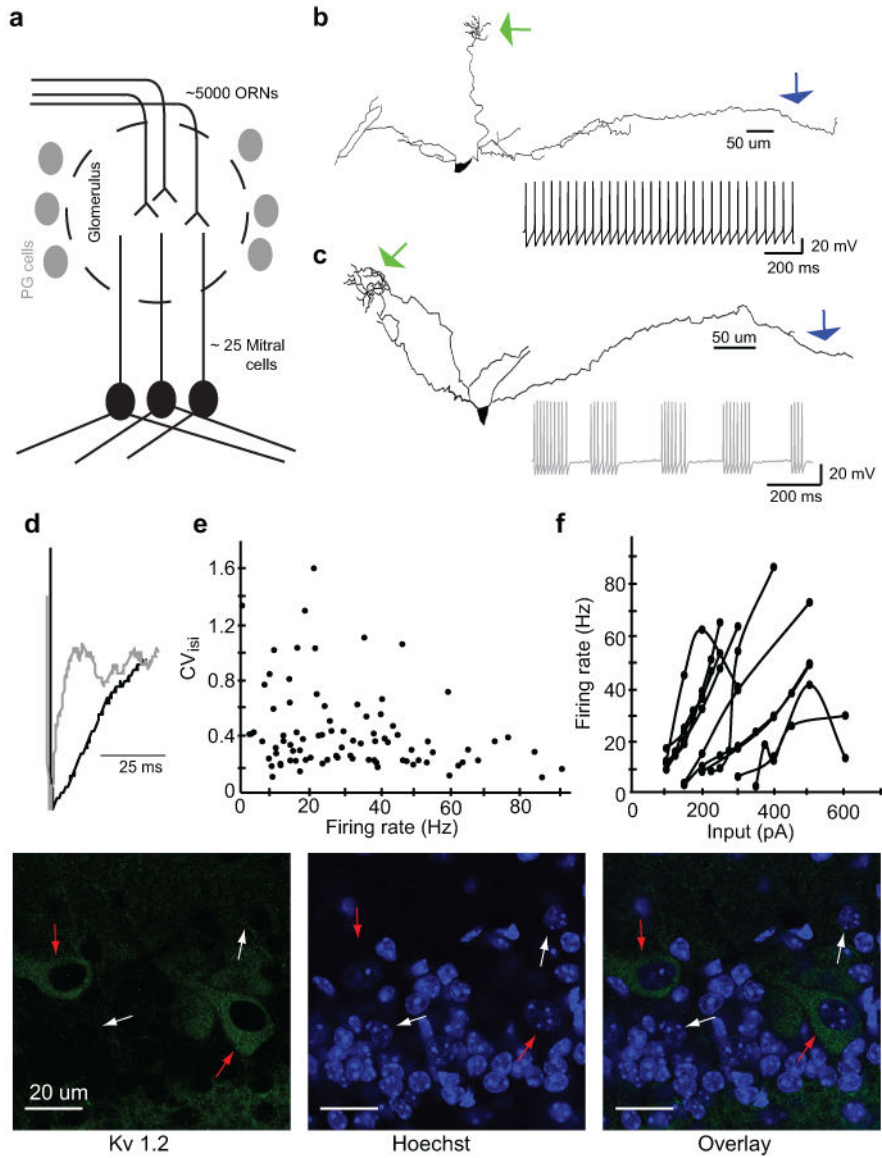 a
~5000 ORNs
Glomerulus
PG cells
~ 25 Mitral
cells
b
50 um
20 mV
200 ms
c
50 um
20 mV
200 ms
d
25 ms
e
CVisi
1.6
1.2
0.8
0.4
0
0 20 40 60 80
Firing rate (Hz)
f
Firing rate (Hz)
80
60
40
20
0
0 200 400 600
Input (pA)
20 um
Kv 1.2
Hoechst
Overlay